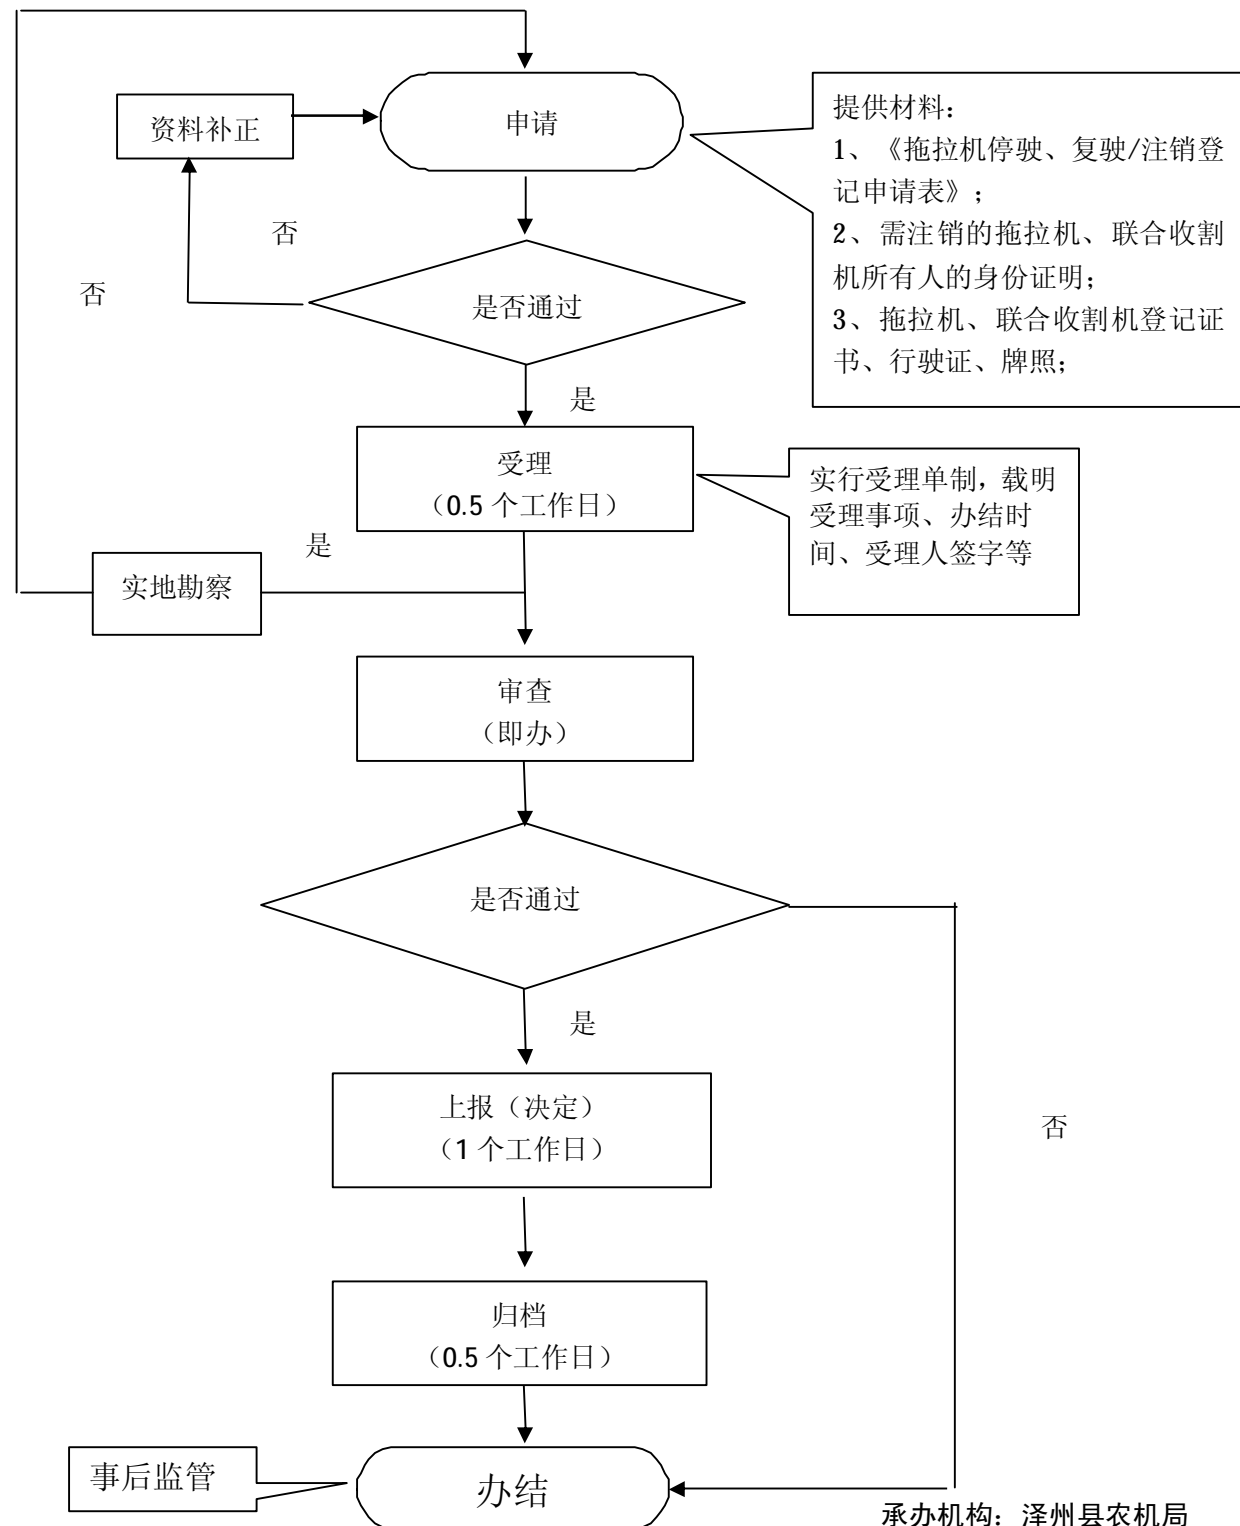 申请
资料补正
提供材料：
1、《拖拉机停驶、复驶/注销登
记申请表》；
2、需注销的拖拉机、联合收割
机所有人的身份证明；
3、拖拉机、联合收割机登记证
书、行驶证、牌照；
否
否
是否通过
是
受理
（0.5 个工作日）
实行受理单制，载明
受理事项、办结时
间、受理人签字等
是
实地勘察
审查
（即办）
是否通过
是
上报（决定）
（1 个工作日）
否
归档
（0.5 个工作日）
事后监管
办结
承办机构：泽州县农机局